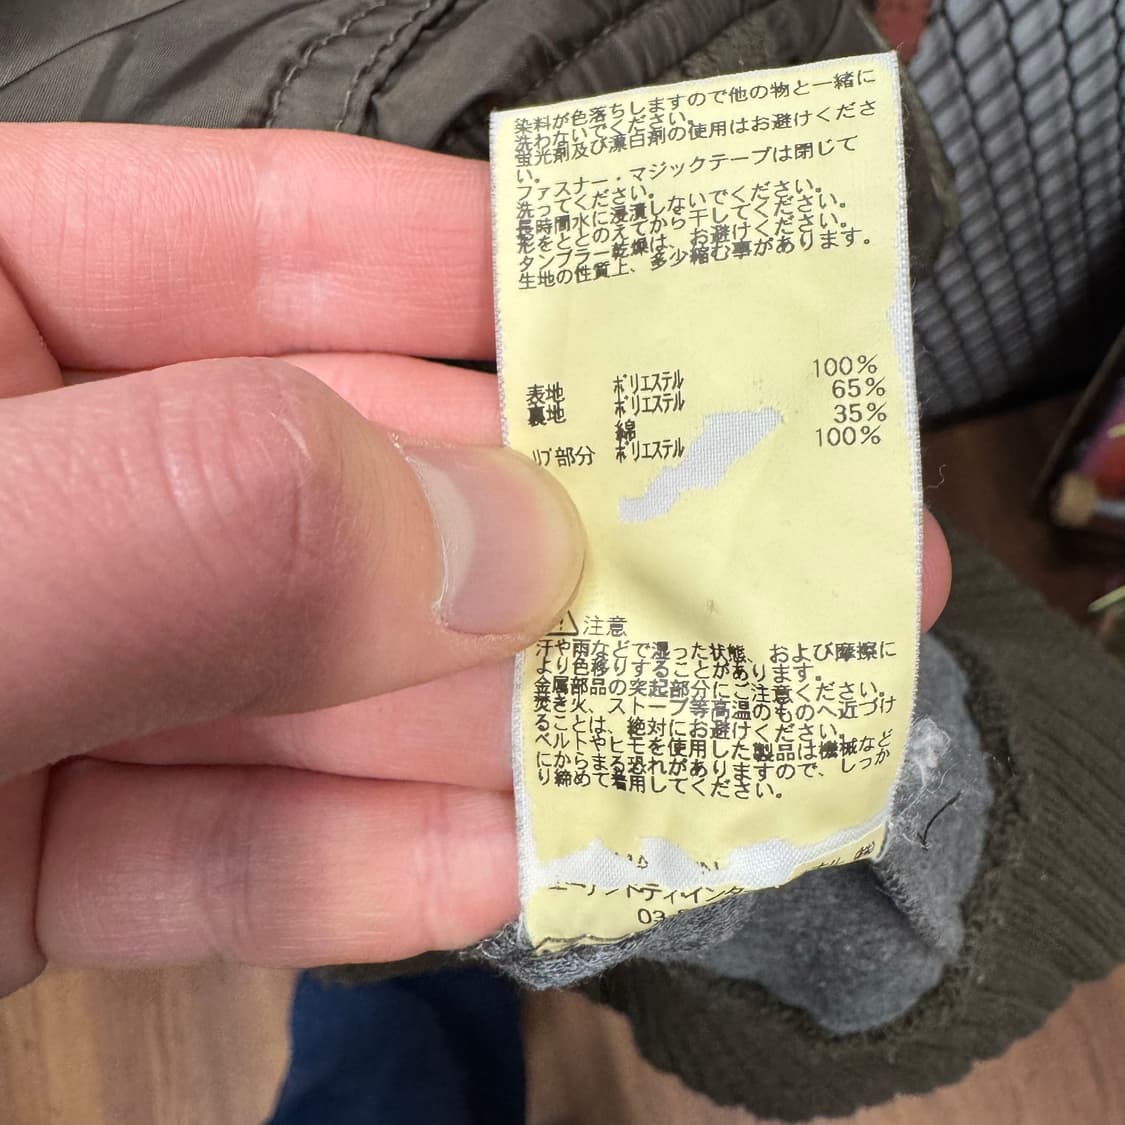 染料が色落ちしますので他の物と一緒に
洗わないでください。
蛍光剤及び漂白剤の使用はお避けくださ
い。
ファスナー・マジックテープは閉じて
洗ってください。
長時間水に浸漬しないでください。
形をととのえてから干してください。
タンブラー乾燥は、お避けください。
生地の性質上、多少縮む事があります。
表地 ポリエステル 100%
裏地 ポリエステル 65%
綿 35%
リブ部分 ポリエステル 100%
注意
汗や雨などで湿った状態、および摩擦に
より色移りすることがあります。
金属部品の突起部分にご注意ください。
焚き火、ストーブ等高温のものへ近づけ
ることは、絶対にお避けください。
ベルトやヒモを使用した製品は機械など
にからまる恐れがありますので、しっか
り締めて着用してください。
ティ・インタ
03